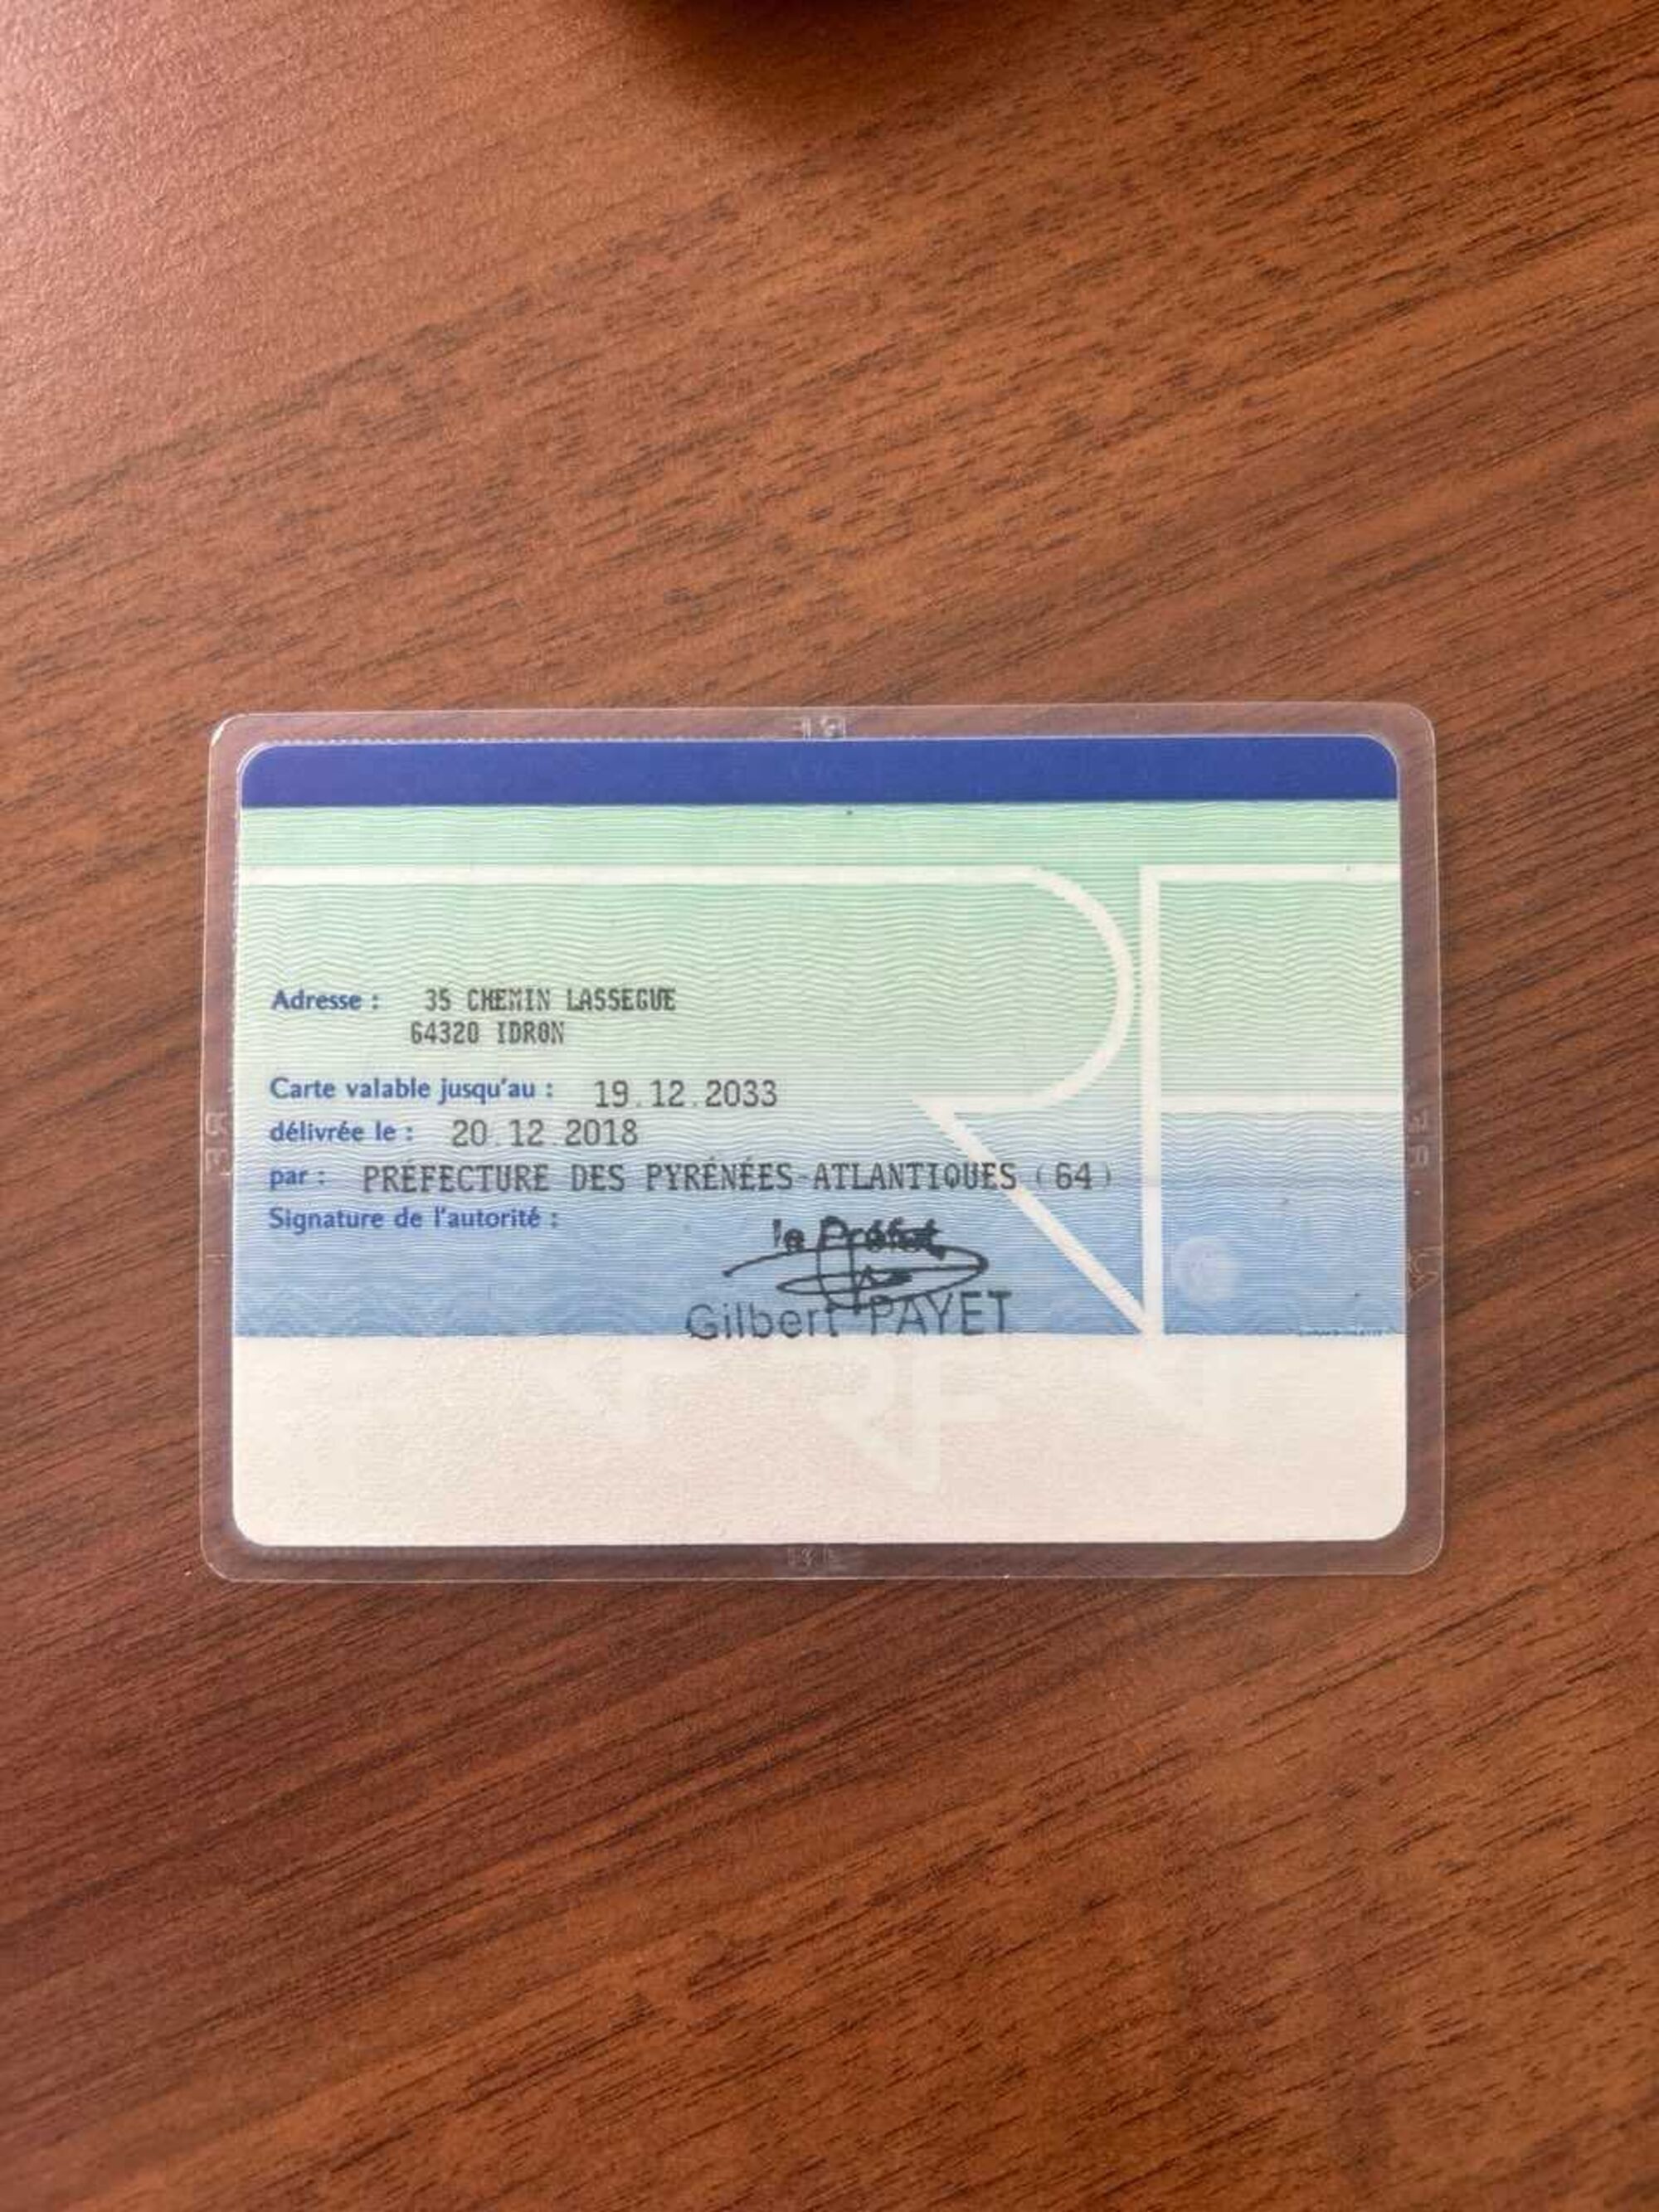 Adresse : 35 CHEMIN LASSEGUE
64320 IDRON
Carte valable jusqu'au : 19.12.2033
délivrée le : 20.12.2018
par : PRÉFECTURE DES PYRÉNÉES-ATLANTIQUES (64)
Signature de l'autorité :
le Préfet,
Gilbert PAYET
RF